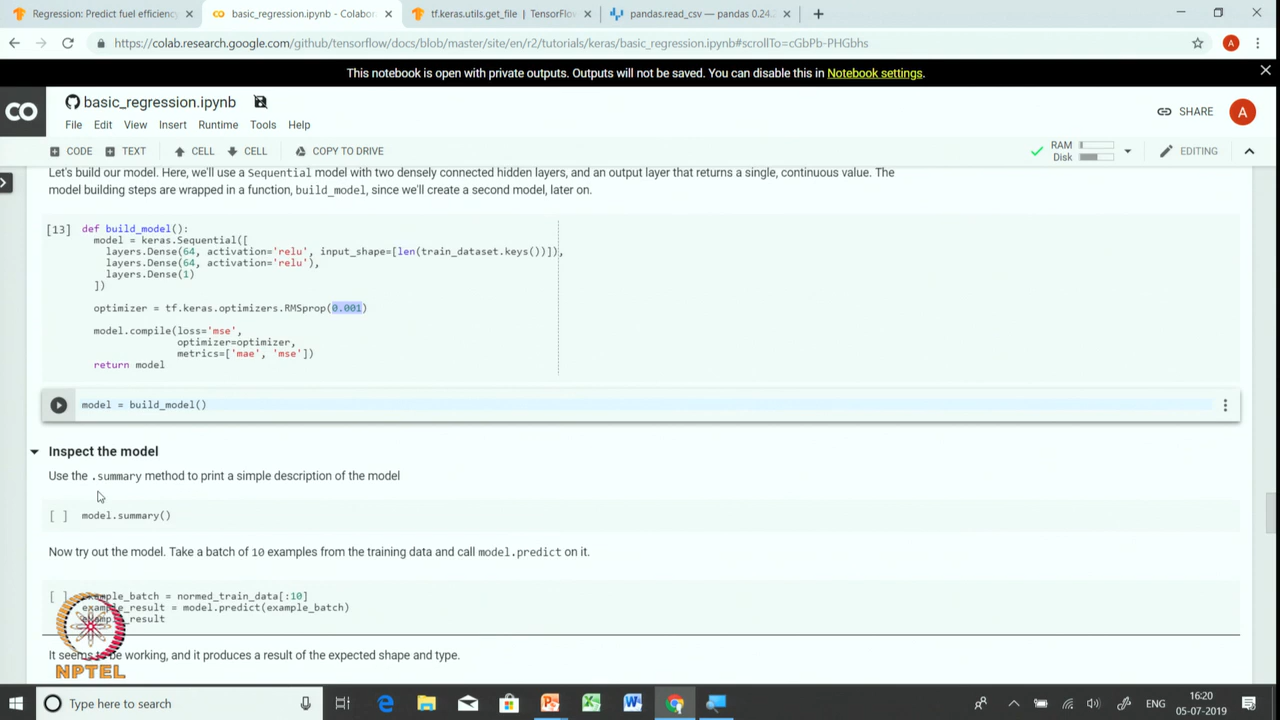 Regression: Predict fuel efficiency
basic_regression.ipynb - Colabora
tf.keras.utils.get_file | TensorFlow
pandas.read_csv — pandas 0.24.
https://colab.research.google.com/github/tensorflow/docs/blob/master/site/en/r2/tutorials/keras/basic_regression.ipynb#scrollTo=cGbPb-PHGbhs
A
This notebook is open with private outputs. Outputs will not be saved. You can disable this in Notebook settings.
CO
basic_regression.ipynb
SHARE
A
File Edit View Insert Runtime Tools Help
CODE TEXT CELL CELL COPY TO DRIVE
RAM
Disk
EDITING
Let's build our model. Here, we'll use a Sequential model with two densely connected hidden layers, and an output layer that returns a single, continuous value. The
model building steps are wrapped in a function, build_model, since we'll create a second model, later on.
[13] def build_model():
model = keras.Sequential([
layers.Dense(64, activation='relu', input_shape=[len(train_dataset.keys())]),
layers.Dense(64, activation='relu'),
layers.Dense(1)
])
optimizer = tf.keras.optimizers.RMSprop(0.001)
model.compile(loss='mse',
optimizer=optimizer,
metrics=['mae', 'mse'])
return model
model = build_model()
Inspect the model
Use the .summary method to print a simple description of the model
[ ] model.summary()
Now try out the model. Take a batch of 10 examples from the training data and call model.predict on it.
[ ] example_batch = normed_train_data[:10]
example_result = model.predict(example_batch)
example_result
It seems to be working, and it produces a result of the expected shape and type.
NPTEL
Type here to search
ENG
16:20
05-07-2019